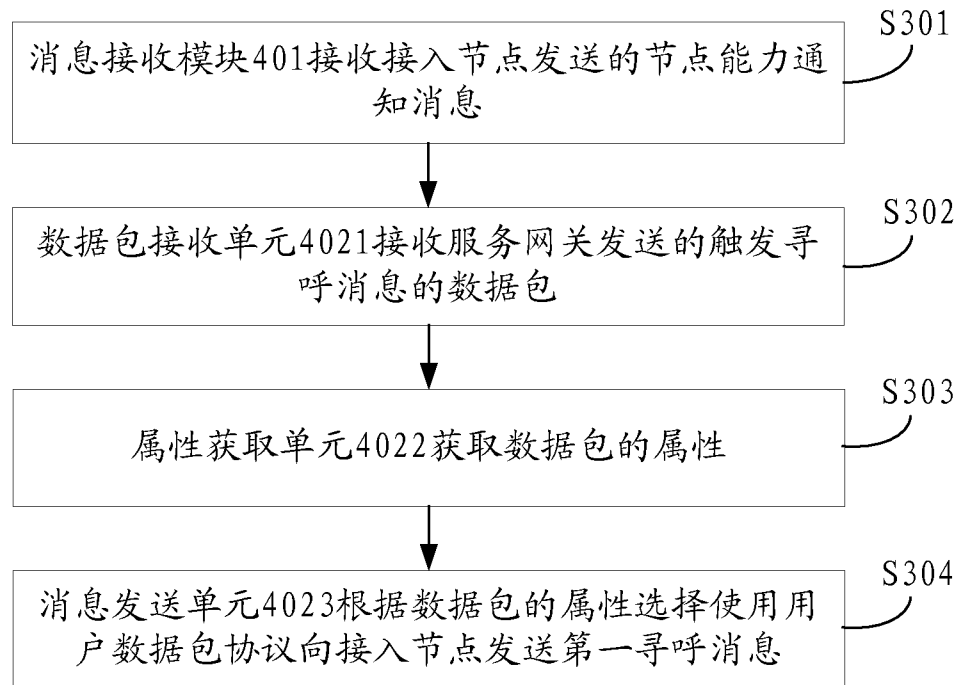 S301
消息接收模块401接收接入节点发送的节点能力通
知消息
S302
数据包接收单元4021接收服务网关发送的触发寻
呼消息的数据包
S303
属性获取单元4022获取数据包的属性
S304
消息发送单元4023根据数据包的属性选择使用用
户数据包协议向接入节点发送第一寻呼消息